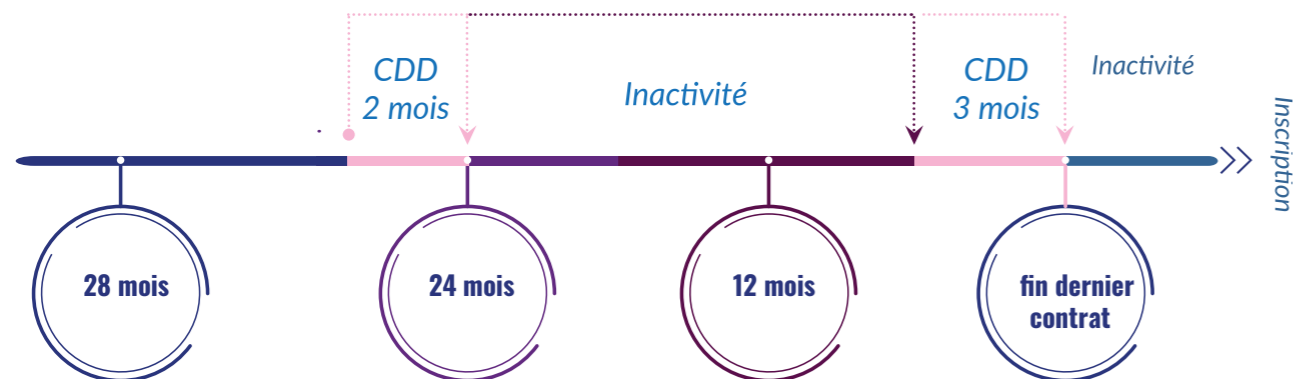 CDD
2 mois
Inactivité
CDD
3 mois
Inactivité
Inscription
28 mois
24 mois
12 mois
fin dernier
contrat